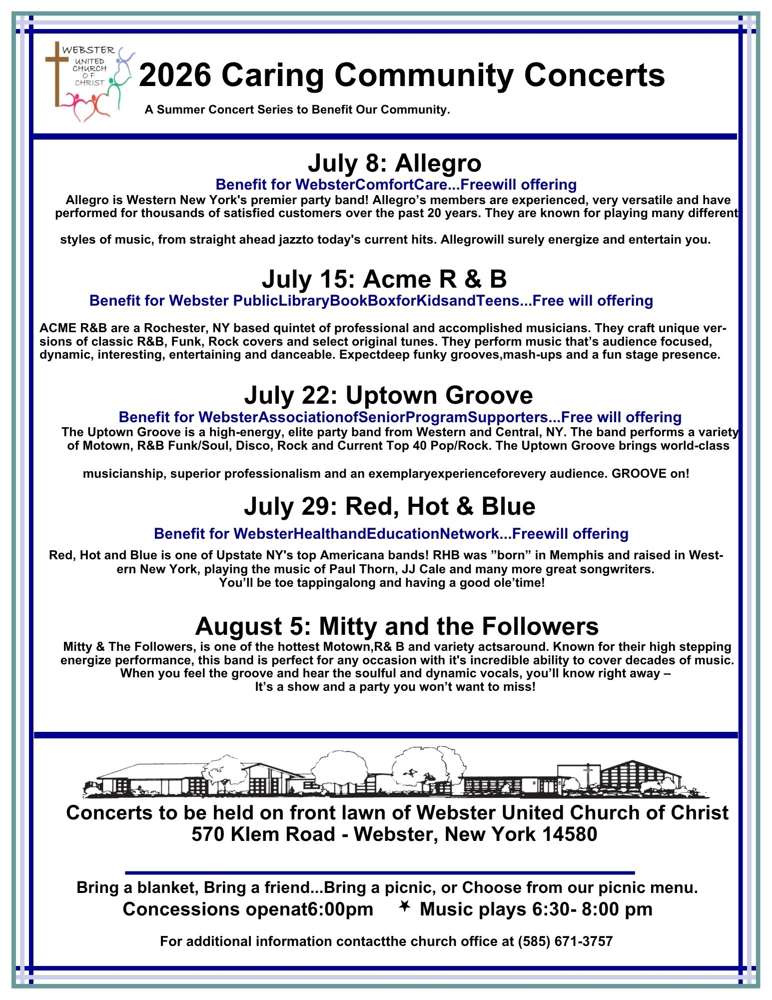 WEBSTER
UNITED
CHURCH
OF
CHRIST
2026 Caring Community Concerts
A Summer Concert Series to Benefit Our Community.
July 8: Allegro
Benefit for WebsterComfortCare...Freewill offering
Allegro is Western New York's premier party band! Allegro’s members are experienced, very versatile and have
performed for thousands of satisfied customers over the past 20 years. They are known for playing many different
styles of music, from straight ahead jazzto today's current hits. Allegrowill surely energize and entertain you.
July 15: Acme R & B
Benefit for Webster PublicLibraryBookBoxforKidsandTeens...Free will offering
ACME R&B are a Rochester, NY based quintet of professional and accomplished musicians. They craft unique ver-
sions of classic R&B, Funk, Rock covers and select original tunes. They perform music that’s audience focused,
dynamic, interesting, entertaining and danceable. Expectdeep funky grooves,mash-ups and a fun stage presence.
July 22: Uptown Groove
Benefit for WebsterAssociationofSeniorProgramSupporters...Free will offering
The Uptown Groove is a high-energy, elite party band from Western and Central, NY. The band performs a variety
of Motown, R&B Funk/Soul, Disco, Rock and Current Top 40 Pop/Rock. The Uptown Groove brings world-class
musicianship, superior professionalism and an exemplaryexperienceforevery audience. GROOVE on!
July 29: Red, Hot & Blue
Benefit for WebsterHealthandEducationNetwork...Freewill offering
Red, Hot and Blue is one of Upstate NY's top Americana bands! RHB was ”born” in Memphis and raised in West-
ern New York, playing the music of Paul Thorn, JJ Cale and many more great songwriters.
You’ll be toe tappingalong and having a good ole’time!
August 5: Mitty and the Followers
Mitty & The Followers, is one of the hottest Motown,R& B and variety actsaround. Known for their high stepping
energize performance, this band is perfect for any occasion with it's incredible ability to cover decades of music.
When you feel the groove and hear the soulful and dynamic vocals, you’ll know right away –
It’s a show and a party you won’t want to miss!
Concerts to be held on front lawn of Webster United Church of Christ
570 Klem Road - Webster, New York 14580
Bring a blanket, Bring a friend...Bring a picnic, or Choose from our picnic menu.
Concessions openat6:00pm ★ Music plays 6:30- 8:00 pm
For additional information contactthe church office at (585) 671-3757